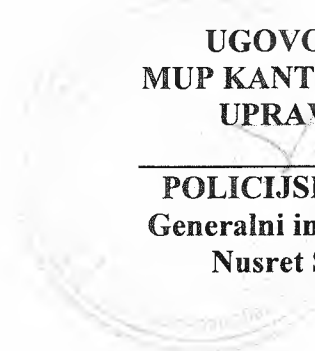 UGOVO
MUP KANT
UPRAV
POLICIJS
Generalni in
Nusret